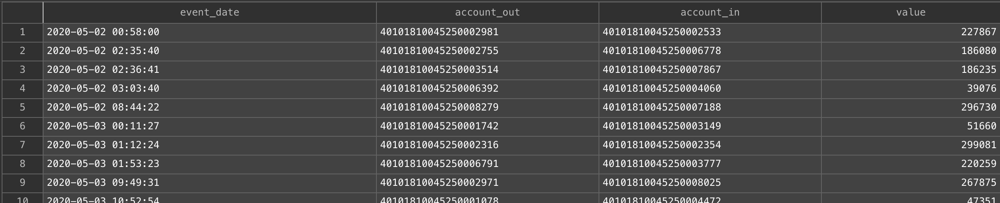 event_date account_out account_in value
1 2020-05-02 00:58:00 40101810045250002981 40101810045250002533 227867
2 2020-05-02 02:35:40 40101810045250002755 40101810045250006778 186080
3 2020-05-02 02:36:41 40101810045250003514 40101810045250007867 186235
4 2020-05-02 03:03:40 40101810045250006392 40101810045250004060 39076
5 2020-05-02 08:44:22 40101810045250008279 40101810045250007188 296730
6 2020-05-03 00:11:27 40101810045250001742 40101810045250003149 51660
7 2020-05-03 01:12:24 40101810045250002316 40101810045250002354 299081
8 2020-05-03 01:53:23 40101810045250006791 40101810045250003777 220259
9 2020-05-03 09:49:31 40101810045250002971 40101810045250008025 267875
10 2020-05-03 10:52:54 40101810045250001078 40101810045250004472 47351